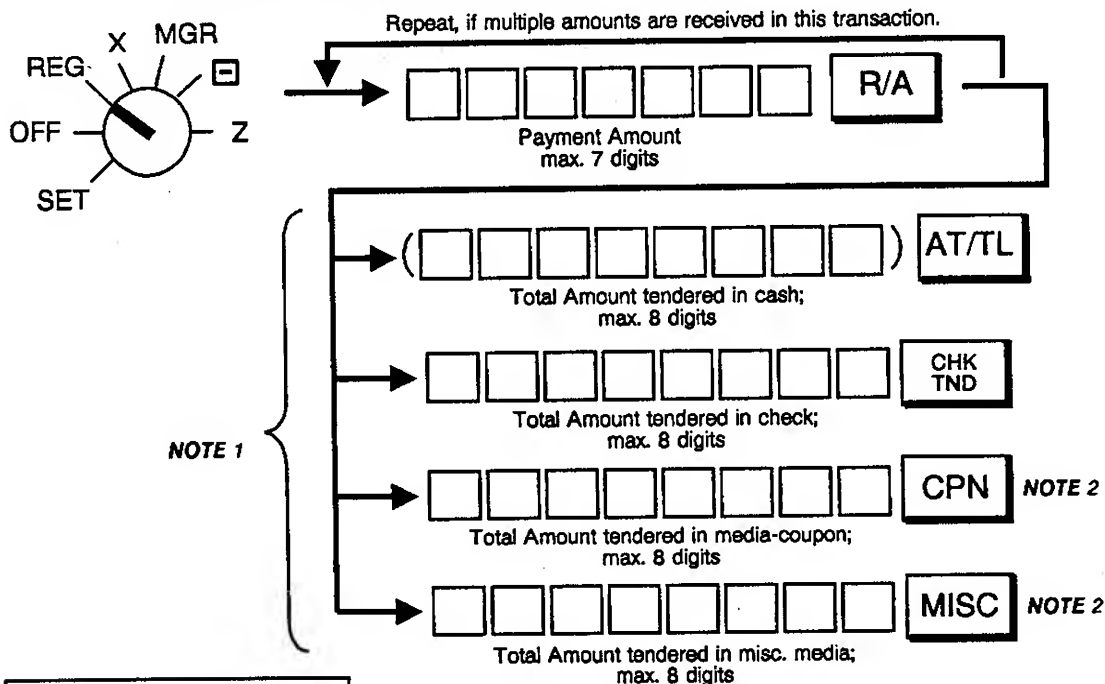 Repeat, if multiple amounts are received in this transaction.
X
MGR
REG
OFF
Z
SET
R/A
Payment Amount
max. 7 digits
( ) AT/TL
Total Amount tendered in cash;
max. 8 digits
CHK
TND
Total Amount tendered in check;
max. 8 digits
NOTE 1
CPN NOTE 2
Total Amount tendered in media-coupon;
max. 8 digits
MISC NOTE 2
Total Amount tendered in misc. media;
max. 8 digits